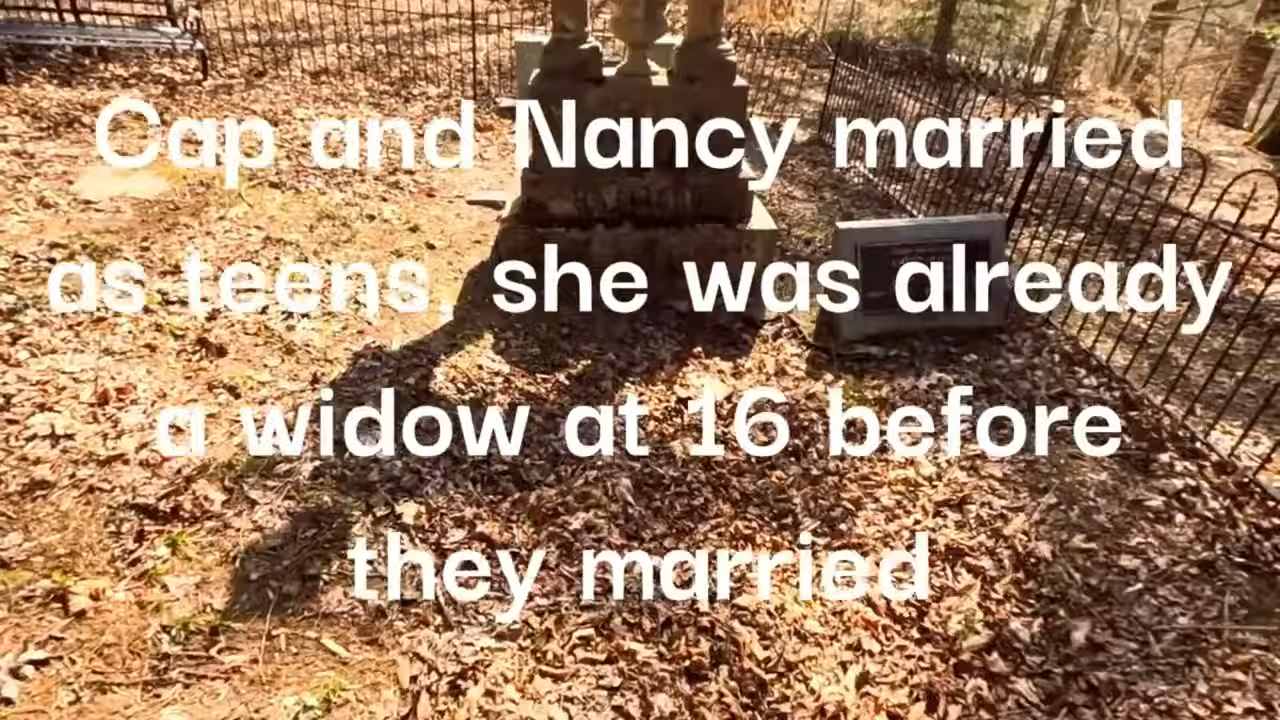 Cap and Nancy married
as teens, she was already
a widow at 16 before
they married